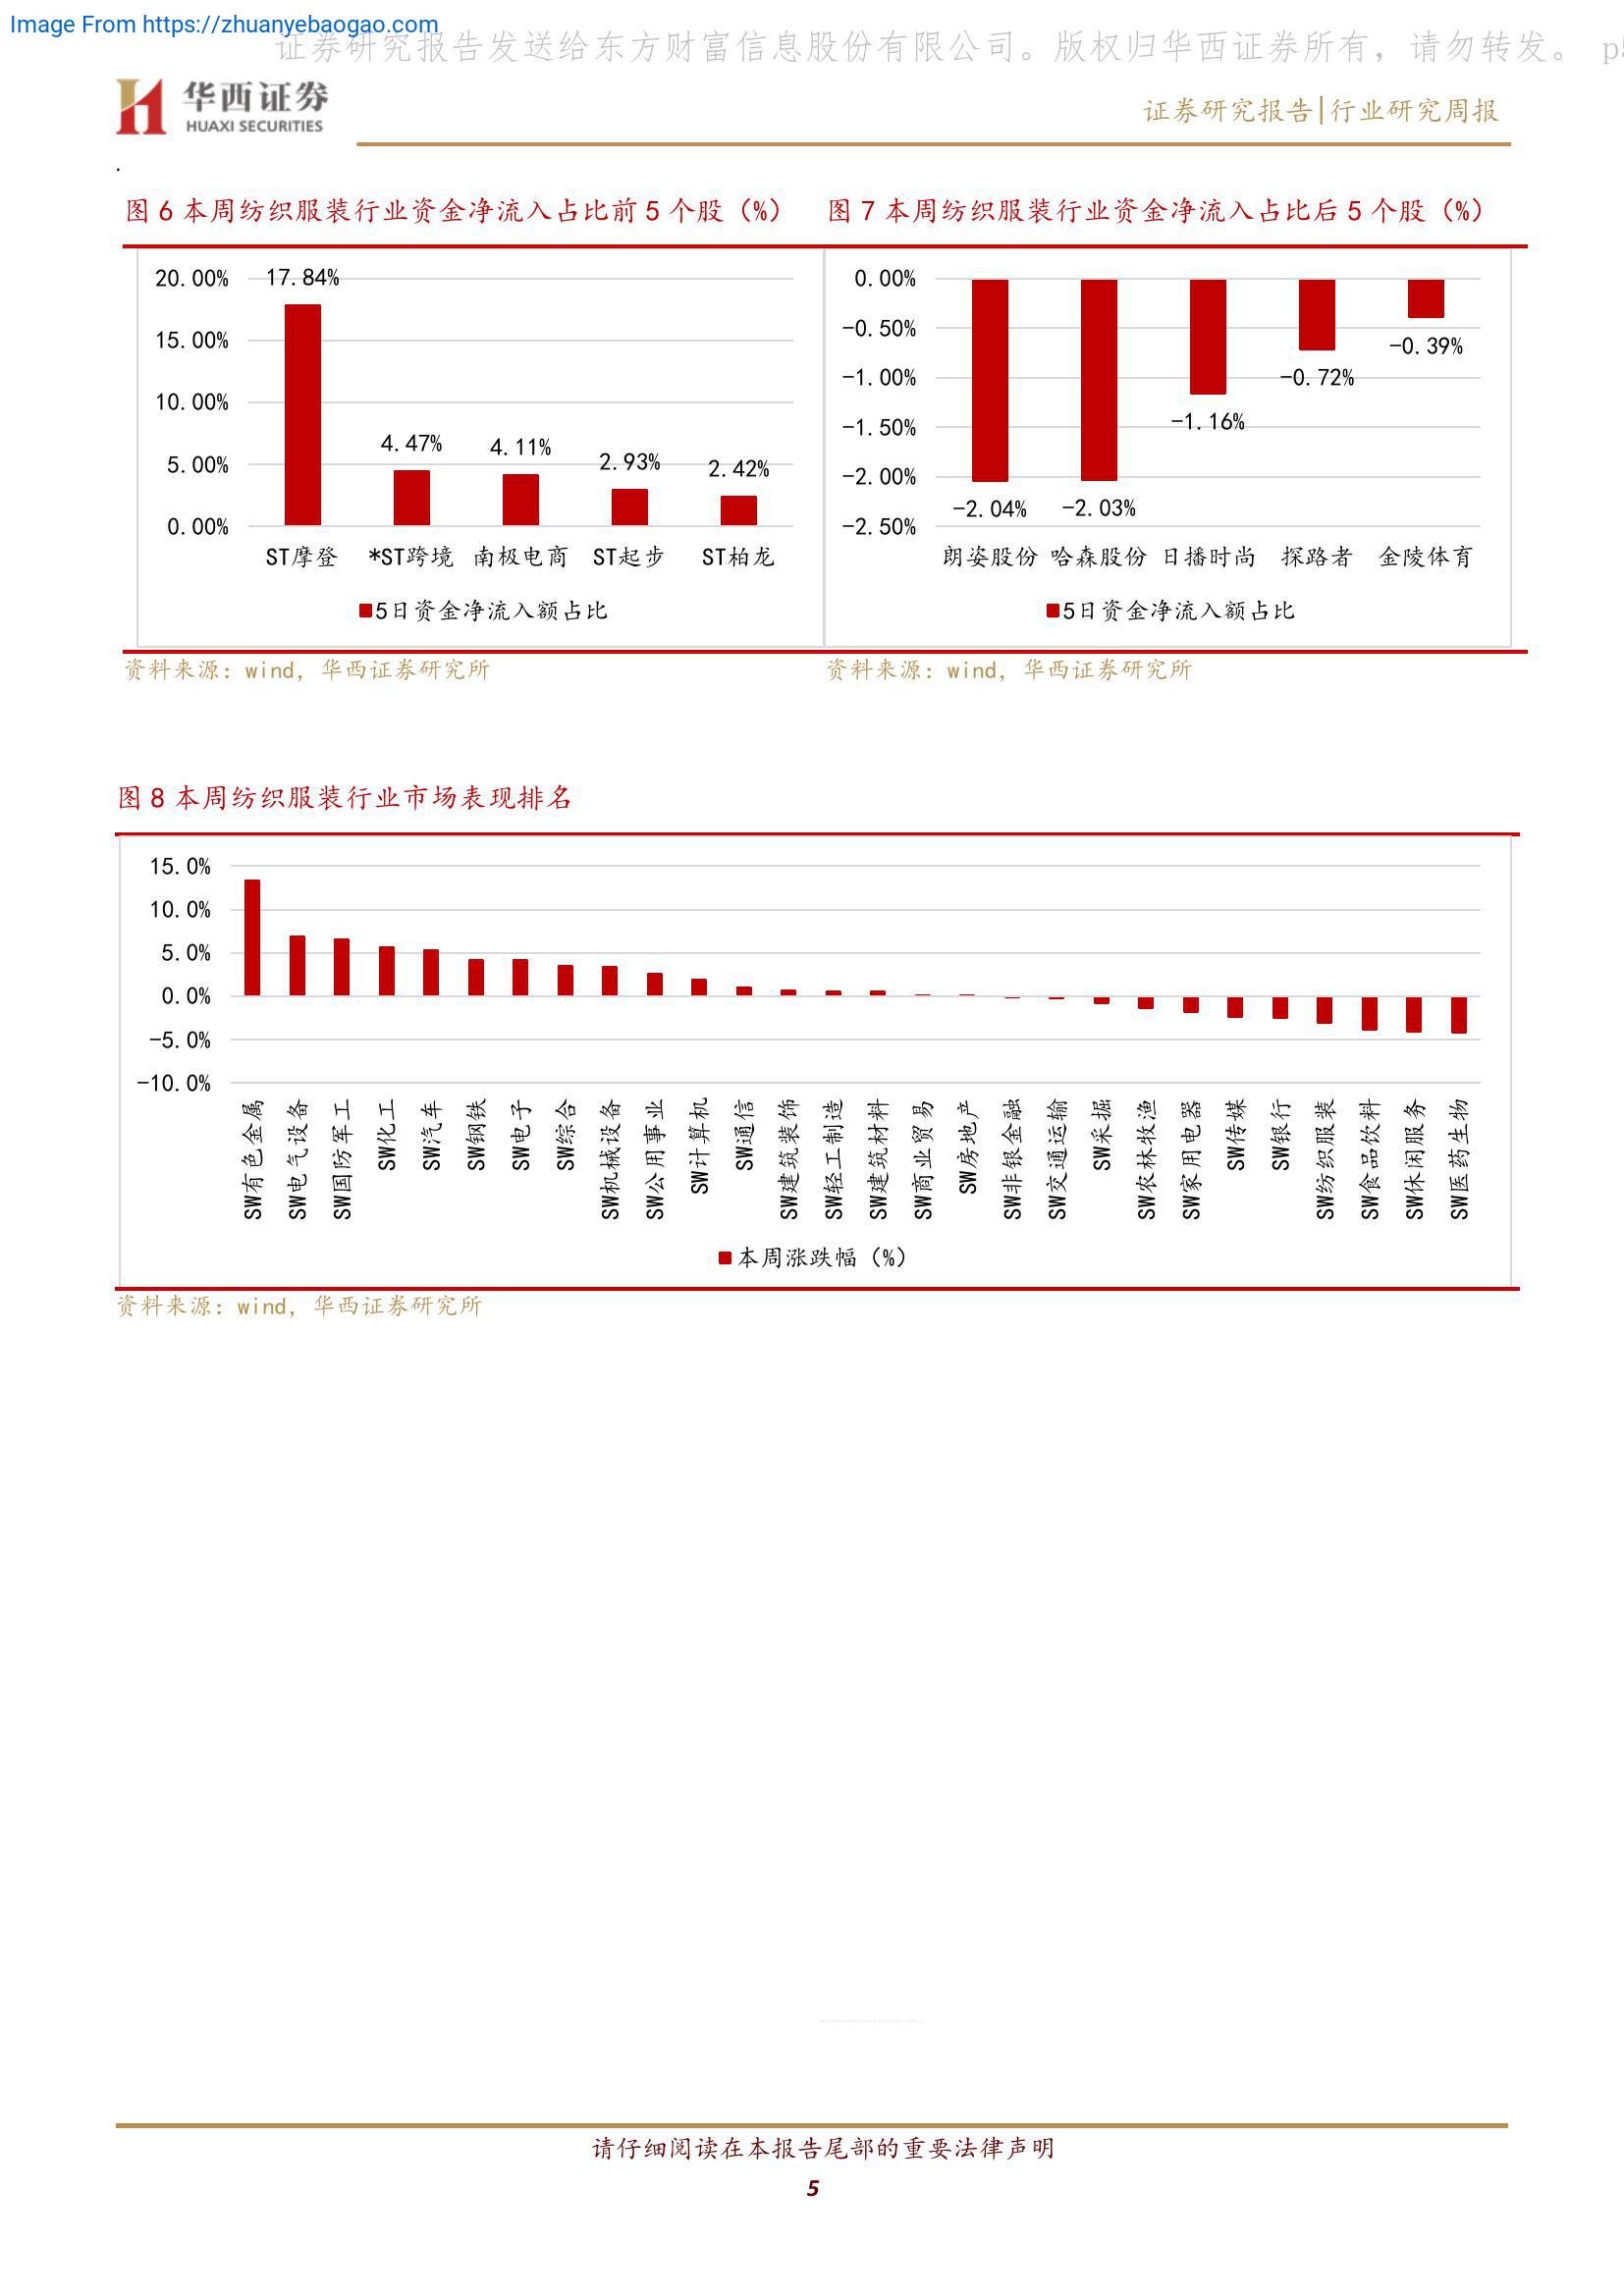 Image From https://zhuanyebaogao.com
证券研究报告发送给东方财富信息股份有限公司。版权归华西证券所有，请勿转发。 p5
华西证券
HUAXI SECURITIES
证券研究报告|行业研究周报
.
图 6 本周纺织服装行业资金净流入占比前 5 个股（%）
20.00%
15.00%
10.00%
5.00%
0.00%
17.84%
4.47%
4.11%
2.93%
2.42%
ST摩登 *ST跨境 南极电商 ST起步 ST柏龙
5日资金净流入额占比
资料来源：wind，华西证券研究所
图 7 本周纺织服装行业资金净流入占比后 5 个股（%）
0.00%
-0.50%
-1.00%
-1.50%
-2.00%
-2.50%
-2.04%
-2.03%
-1.16%
-0.72%
-0.39%
朗姿股份 哈森股份 日播时尚 探路者 金陵体育
5日资金净流入额占比
资料来源：wind，华西证券研究所
图 8 本周纺织服装行业市场表现排名
15.0%
10.0%
5.0%
0.0%
-5.0%
-10.0%
SW有色金属
SW电气设备
SW国防军工
SW化工
SW汽车
SW钢铁
SW电子
SW综合
SW机械设备
SW公用事业
SW计算机
SW通信
SW建筑装饰
SW轻工制造
SW建筑材料
SW商业贸易
SW房地产
SW非银金融
SW交通运输
SW采掘
SW农林牧渔
SW家用电器
SW传媒
SW银行
SW纺织服装
SW食品饮料
SW休闲服务
SW医药生物
本周涨跌幅（%）
资料来源：wind，华西证券研究所
请仔细阅读在本报告尾部的重要法律声明
5